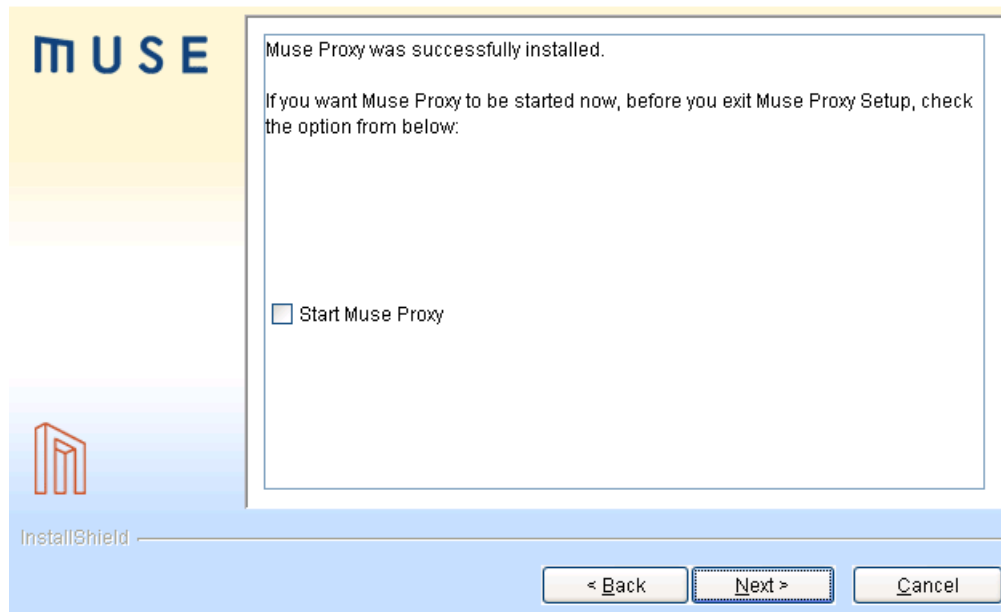 MUSE
Muse Proxy was successfully installed.
If you want Muse Proxy to be started now, before you exit Muse Proxy Setup, check
the option from below:
Start Muse Proxy
InstallShield
< Back
Next >
Cancel